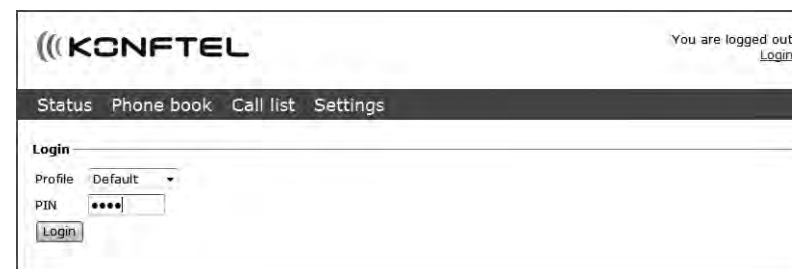 KONFTEL
You are logged out
Login
Status Phone book Call list Settings
Login
Profile Default
PIN ••••
Login